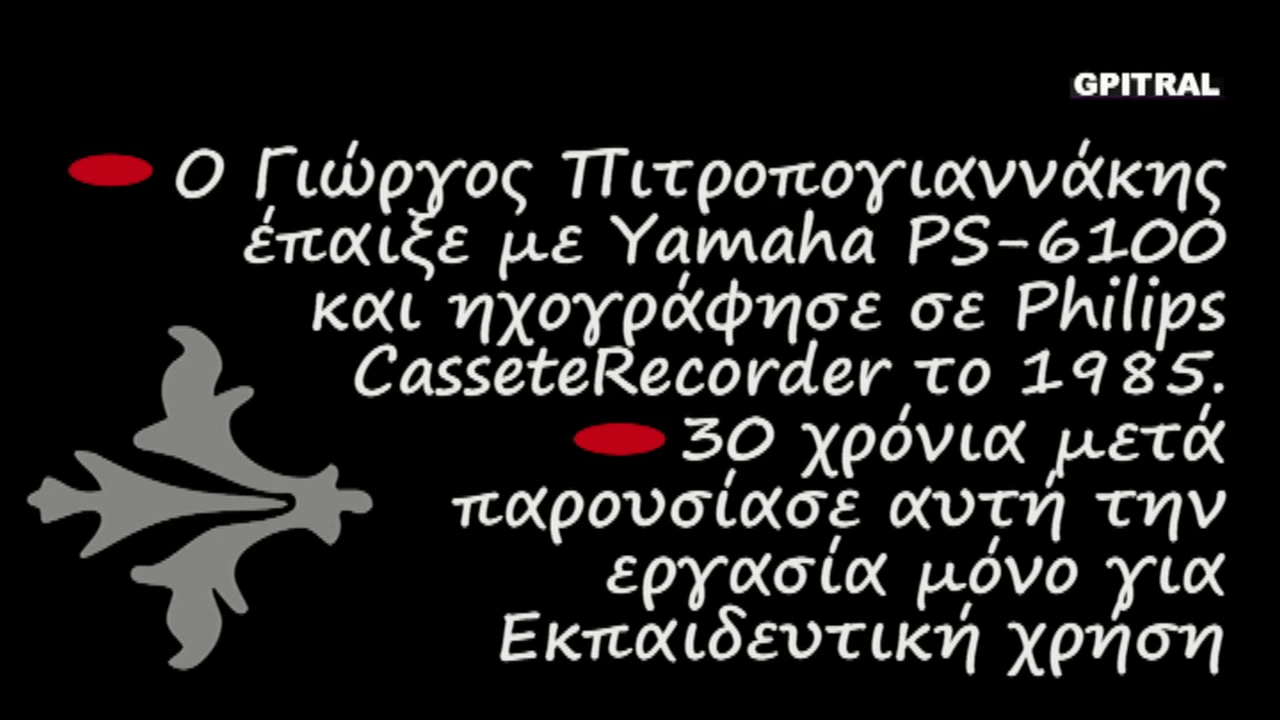 GPITRAL
Ο Γιώργος Πιτροπογιαννάκης
έπαιξε με Yamaha PS-6100
και ηχογράφησε σε Philips
CasseteRecorder το 1985.
30 χρόνια μετά
παρουσίασε αυτή την
εργασία μόνο για
Εκπαιδευτική χρήση